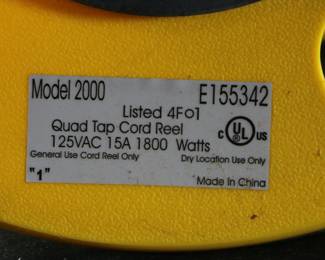 Model 2000 E155342
Listed 4F01
Quad Tap Cord Reel
c UL us
125VAC 15A 1800 Watts
General Use Cord Reel Only Dry Location Use Only
Made in China
"1"